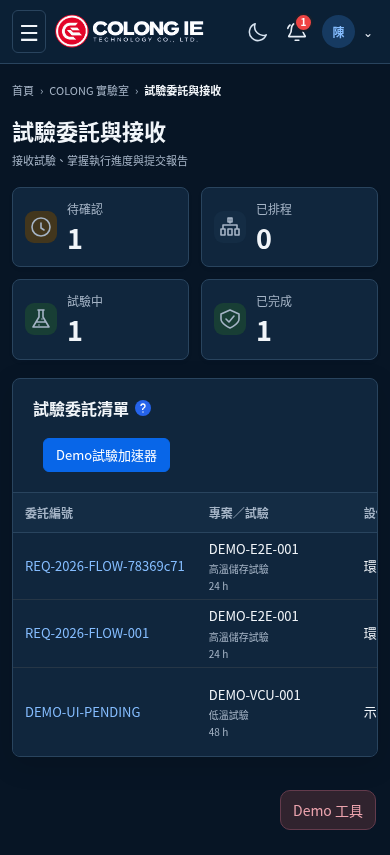 COLONG IE
TECHNOLOGY CO., LTD.
1
陳
首頁 › COLONG 實驗室 › 試驗委託與接收
試驗委託與接收
接收試驗、掌握執行進度與提交報告
待確認
1
已排程
0
試驗中
1
已完成
1
試驗委託清單 ?
Demo試驗加速器
委託編號 專案／試驗
REQ-2026-FLOW-78369c71
DEMO-E2E-001
高溫儲存試驗
24 h
環
REQ-2026-FLOW-001
DEMO-E2E-001
高溫儲存試驗
24 h
環
DEMO-UI-PENDING
DEMO-VCU-001
低溫試驗
48 h
示
Demo 工具